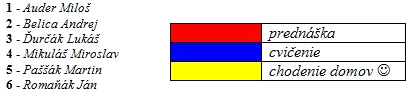 1 - Auder Miloš
2 - Belica Andrej
3 - Ďurčák Lukáš
4 - Mikuláš Miroslav
5 - Paššák Martin
6 - Romaňák Ján
prednáška
cvičenie
chodenie domov ☺